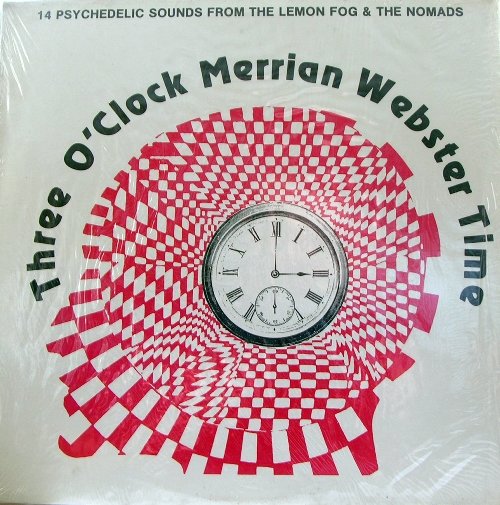 14 PSYCHEDELIC SOUNDS FROM THE LEMON FOG & THE NOMADS
Three O'Clock Merrian Webster Time